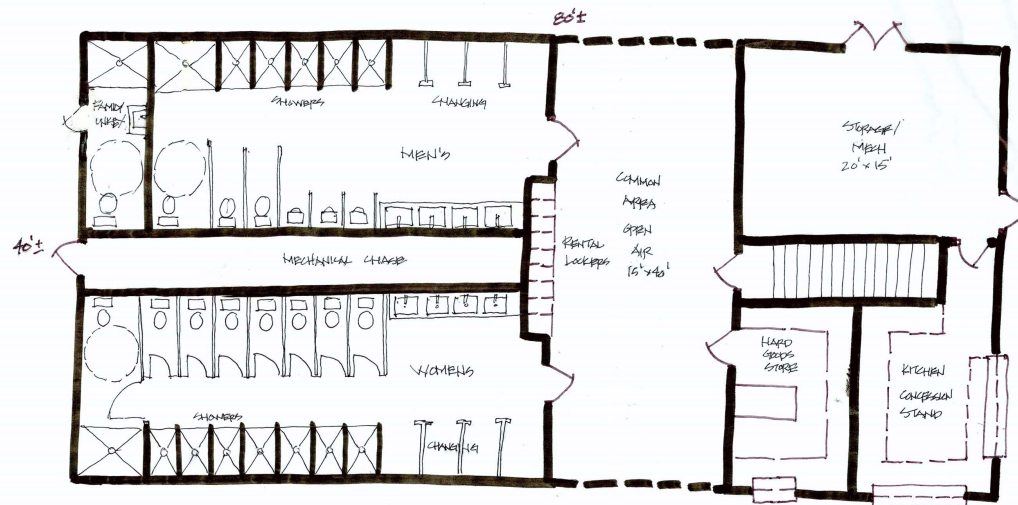 80'±
FAMILY
UNISEX
SHOWERS
CHANGING
MEN'S
STORAGE/
MECH
20' x 15'
COMMON
AREA
OPEN
AIR
15' x 40'
RENTAL
LOCKERS
40'±
MECHANICAL CHASE
WOMENS
SHOWERS
CHANGING
HARD
GOODS
STORE
KITCHEN
CONCESSION
STAND